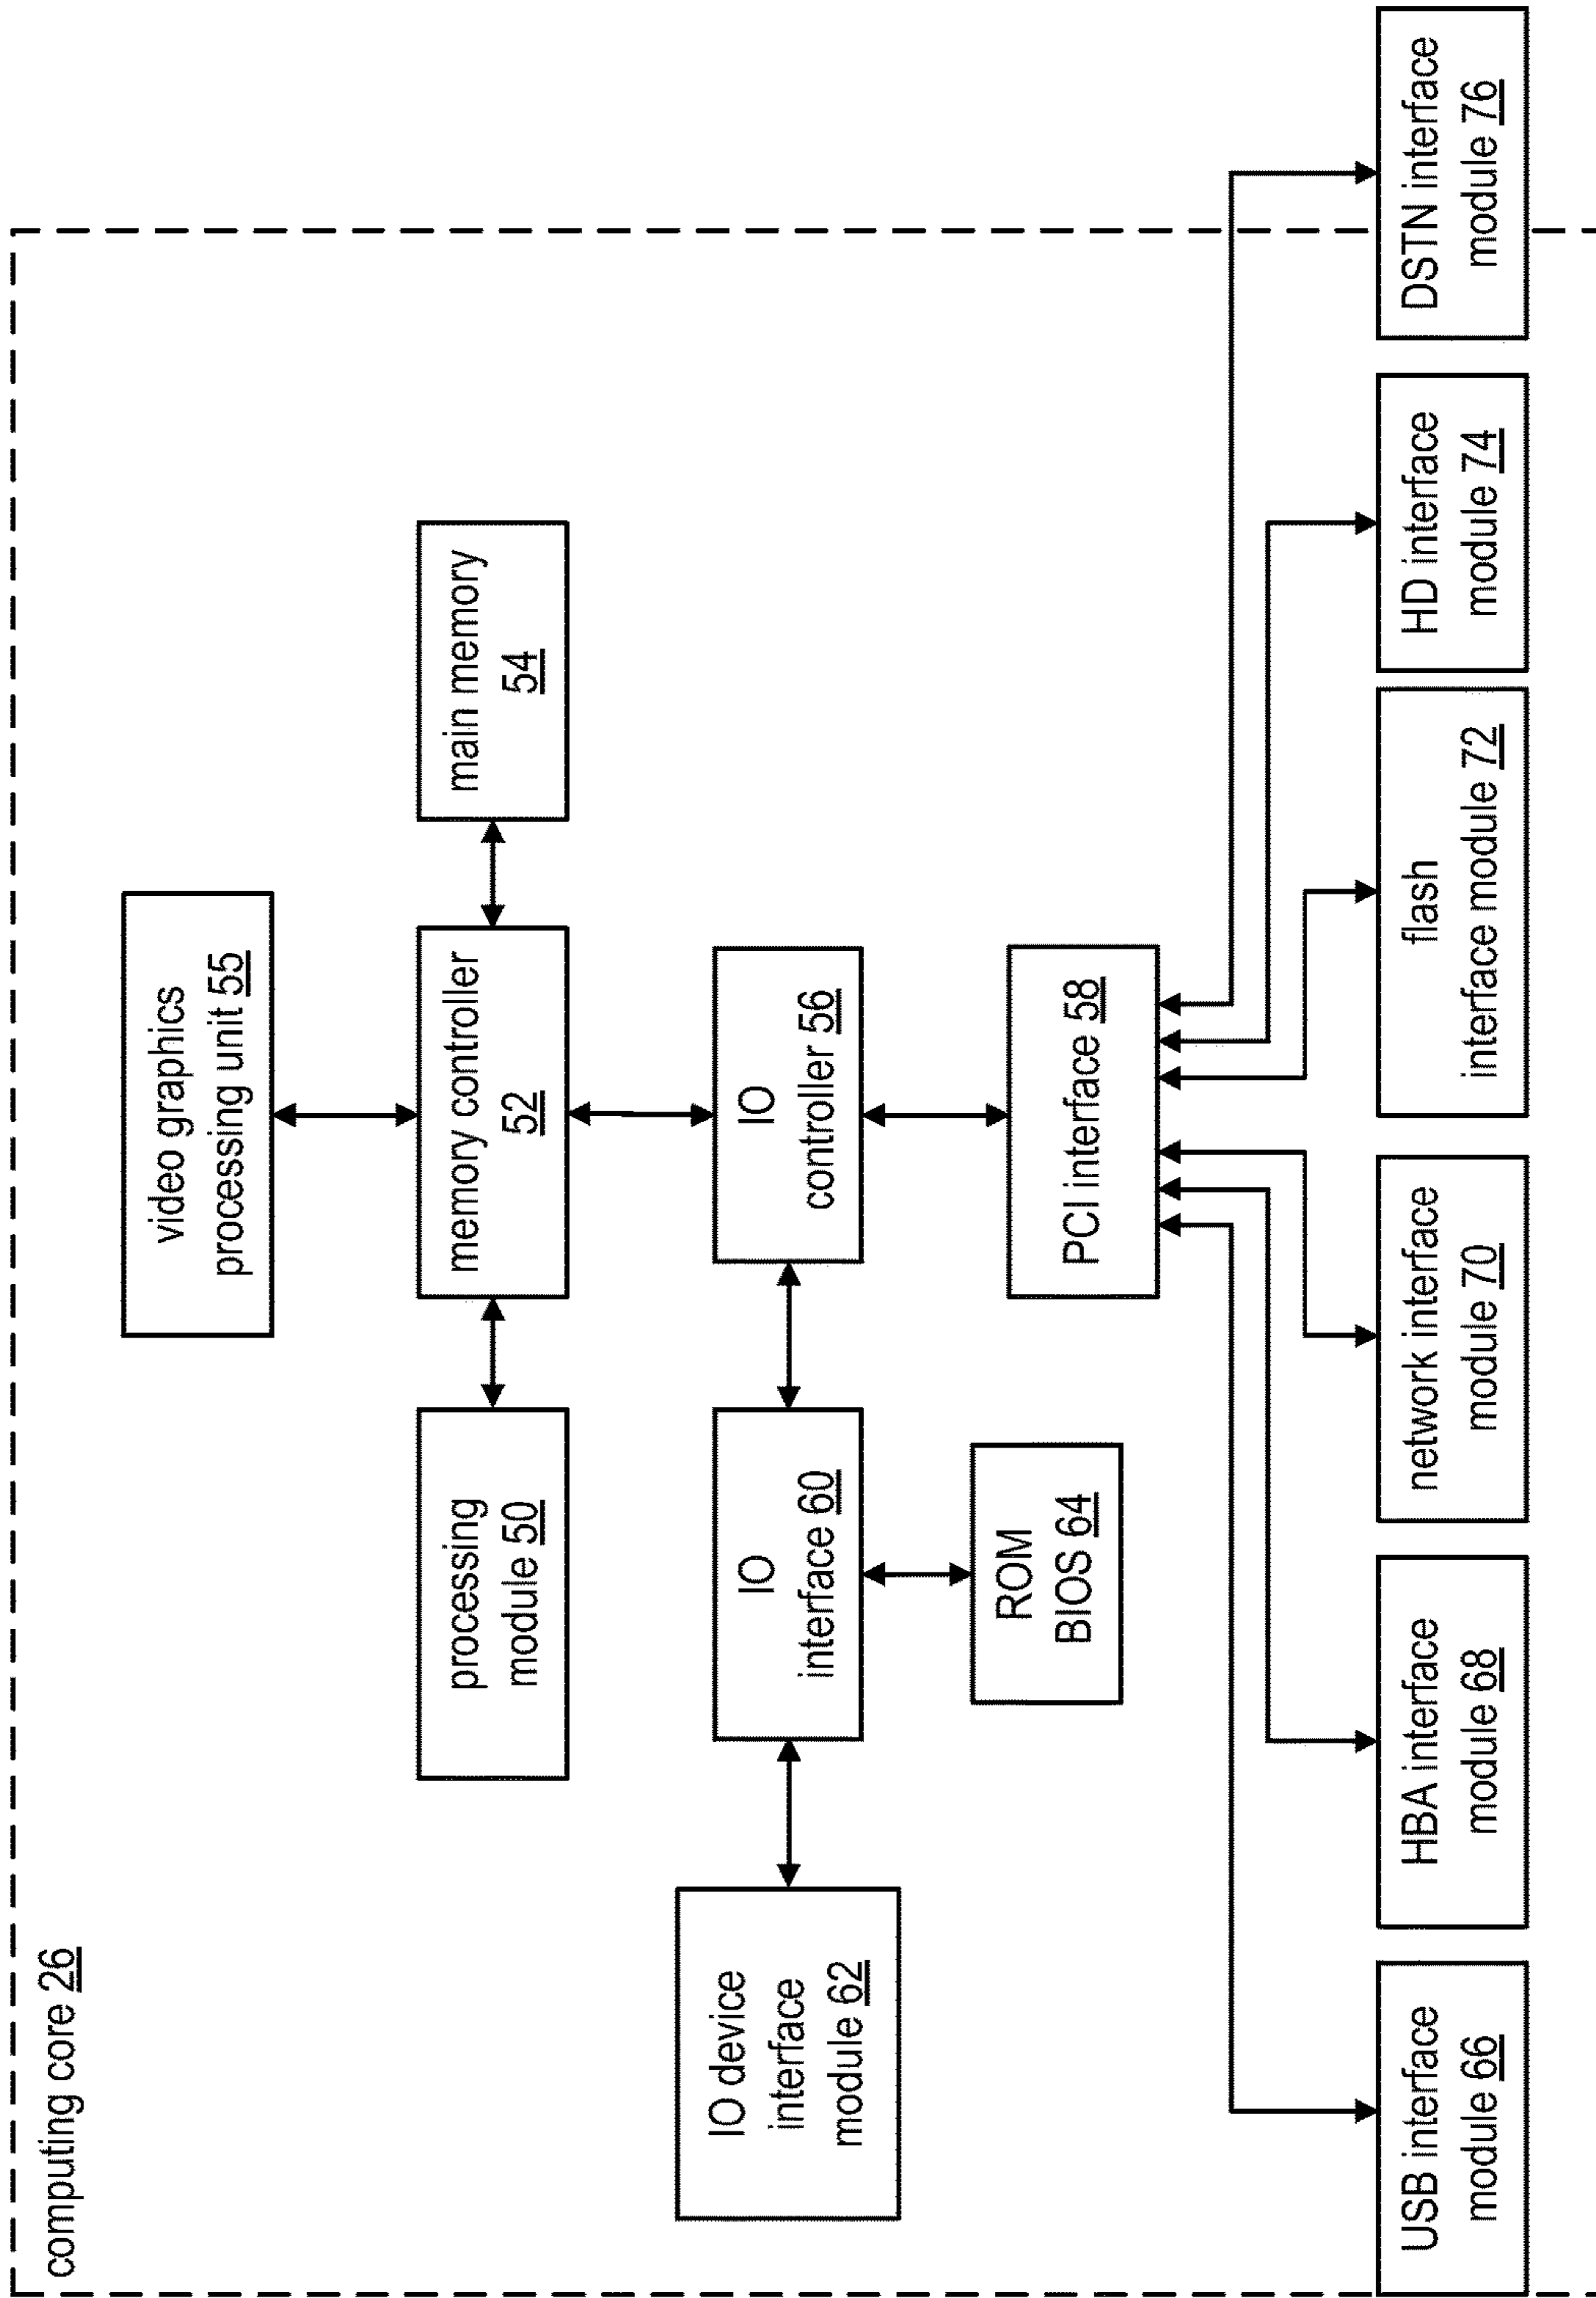 computing core 26
video graphics
processing unit 55
processing
module 50
memory controller
52
main memory
54
IO device
interface
module 62
IO
interface 60
IO
controller 56
ROM
BIOS 64
PCI interface 58
USB interface
module 66
HBA interface
module 68
network interface
module 70
flash
interface module 72
HD interface
module 74
DSTN interface
module 76